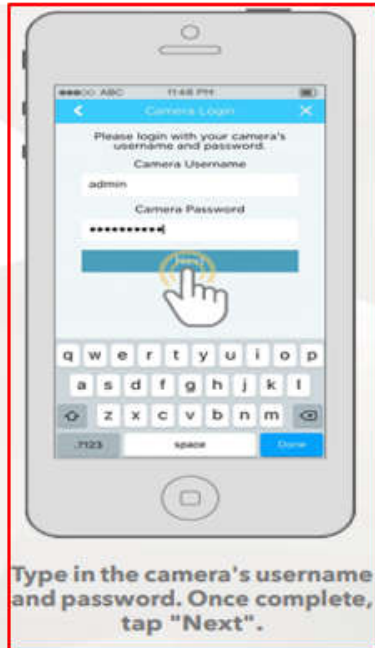 ABC 11:48 PM
Camera Login
Please login with your camera's
username and password.
Camera Username
admin
Camera Password
Next
q w e r t y u i o p
a s d f g h j k l
z x c v b n m
.?123 space Done
Type in the camera's username
and password. Once complete,
tap "Next".